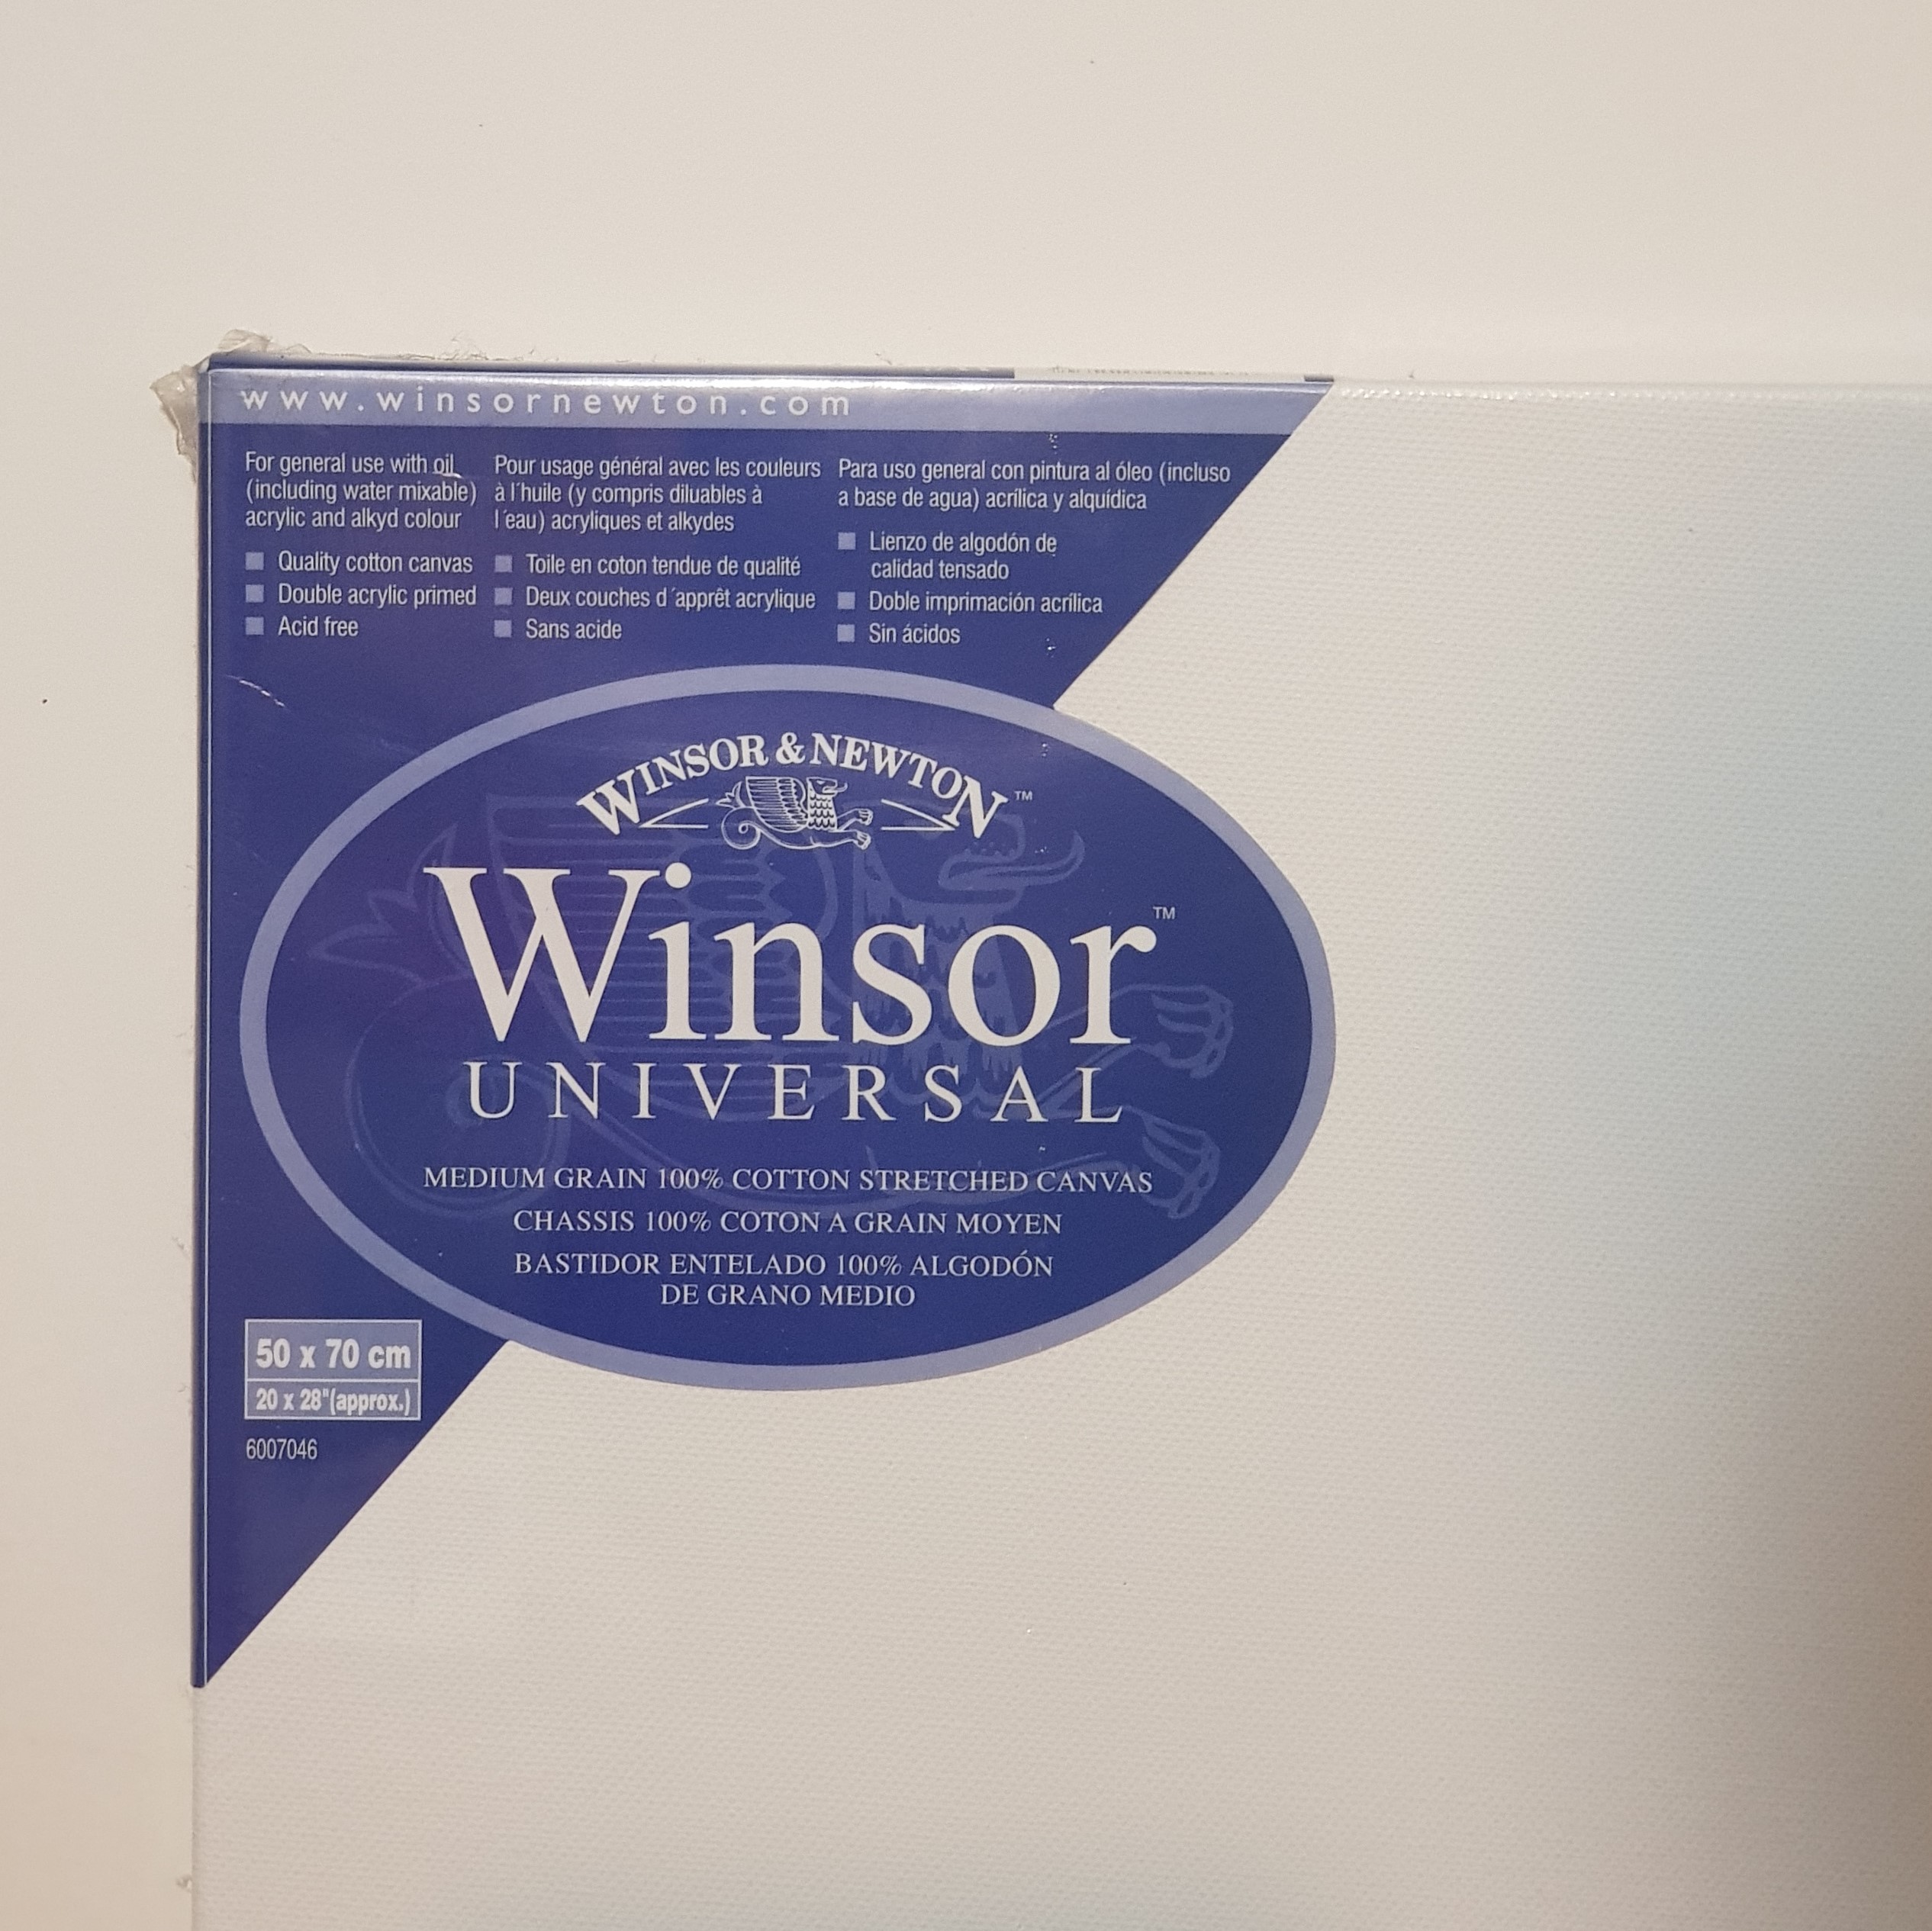 www.winsornewton.com
For general use with oil
(including water mixable)
acrylic and alkyd colour
Quality cotton canvas
Double acrylic primed
Acid free
Pour usage général avec les couleurs
à l´huile (y compris diluables à
l´eau) acryliques et alkydes
Toile en coton tendue de qualité
Deux couches d´apprêt acrylique
Sans acide
Para uso general con pintura al óleo (incluso
a base de agua) acrílica y alquídica
Lienzo de algodón de
calidad tensado
Doble imprimación acrílica
Sin ácidos
WINSOR & NEWTON™
Winsor™
UNIVERSAL
MEDIUM GRAIN 100% COTTON STRETCHED CANVAS
CHASSIS 100% COTON A GRAIN MOYEN
BASTIDOR ENTELADO 100% ALGODÓN
DE GRANO MEDIO
50 x 70 cm
20 x 28"(approx.)
6007046